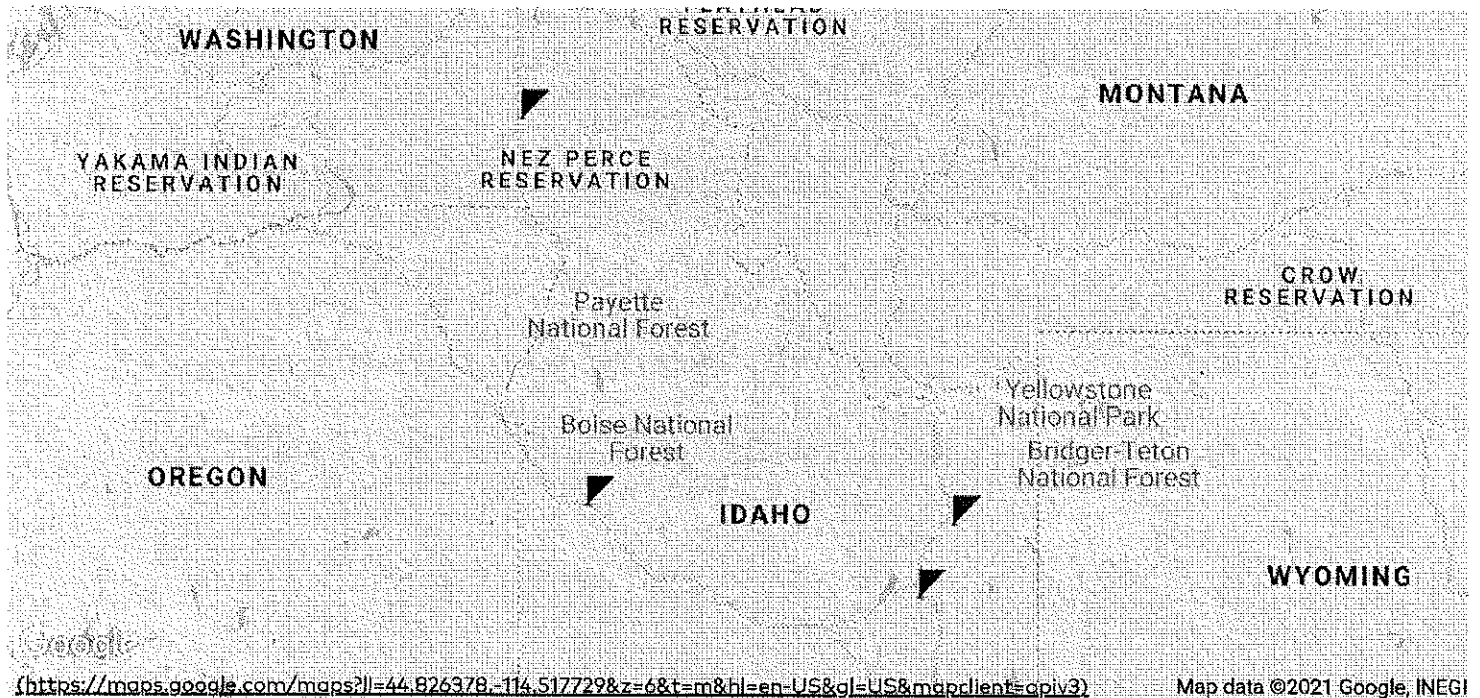 RESERVATION
WASHINGTON
MONTANA
YAKAMA INDIAN
RESERVATION
NEZ PERCE
RESERVATION
CROW
RESERVATION
Payette
National Forest
Yellowstone
National Park
Boise National
Forest
Bridger-Teton
National Forest
OREGON
IDAHO
WYOMING
Google
(https://maps.google.com/maps?ll=44.826378,-114.517729&z=6&t=m&hl=en-US&gl=US&mapclient=apiv3)
Map data ©2021 Google, INEGI